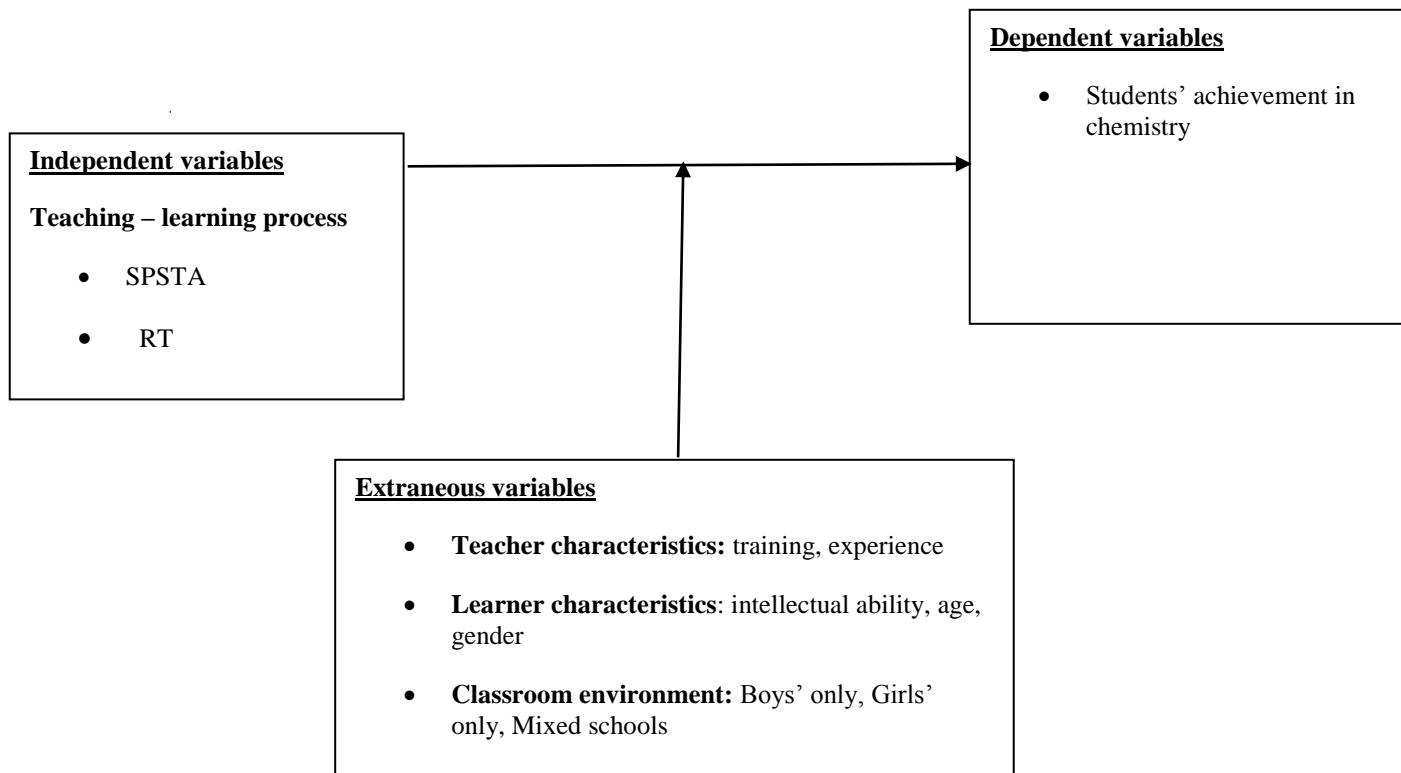 Dependent variables
• Students’ achievement in
chemistry
Independent variables
Teaching – learning process
• SPSTA
• RT
Extraneous variables
• Teacher characteristics: training, experience
• Learner characteristics: intellectual ability, age,
gender
• Classroom environment: Boys’ only, Girls’
only, Mixed schools